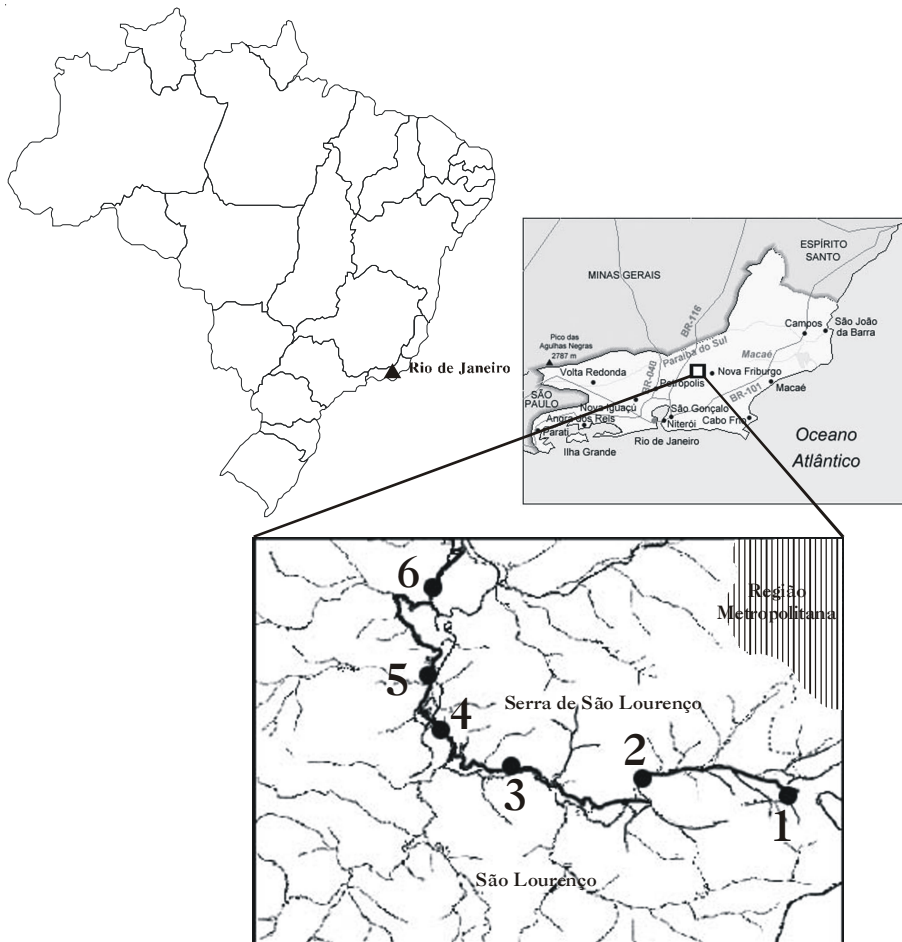 Rio de Janeiro
ESPÍRITO
SANTO
MINAS GERAIS
BR-116
Campos
São João
da Barra
Pico das
Agulhas Negras
2787 m
Paraíba do Sul
Macaé
Volta Redonda
BR-040
Nova Friburgo
Petrópolis
Macaé
BR-101
SÃO
PAULO
Nova Iguaçú
São Gonçalo
Angra dos Reis
Cabo Frio
Niterói
Parati
Rio de Janeiro
Ilha Grande
Oceano
Atlântico
6
Região
Metropolitana
5
Serra de São Lourenço
4
2
3
1
São Lourenço